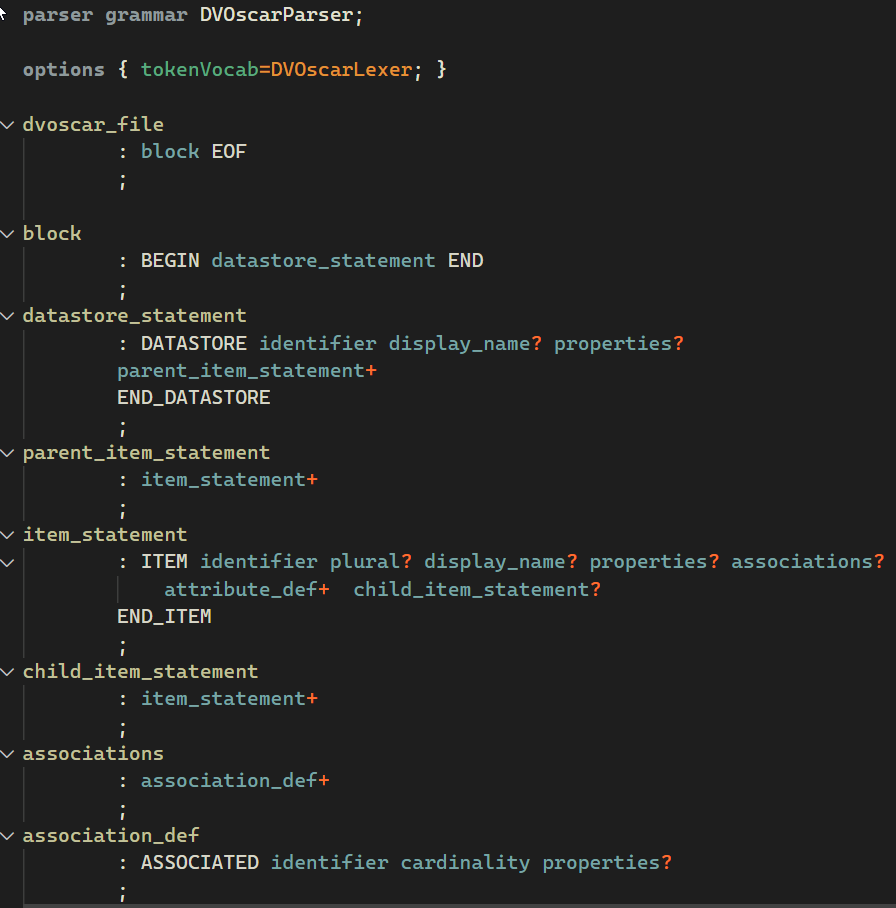 parser grammar DVOscarParser;
options { tokenVocab=DVOscarLexer; }
dvoscar_file
: block EOF
;
block
: BEGIN datastore_statement END
;
datastore_statement
: DATASTORE identifier display_name? properties?
parent_item_statement+
END_DATASTORE
;
parent_item_statement
: item_statement+
;
item_statement
: ITEM identifier plural? display_name? properties? associations?
attribute_def+  child_item_statement?
END_ITEM
;
child_item_statement
: item_statement+
;
associations
: association_def+
;
association_def
: ASSOCIATED identifier cardinality properties?
;